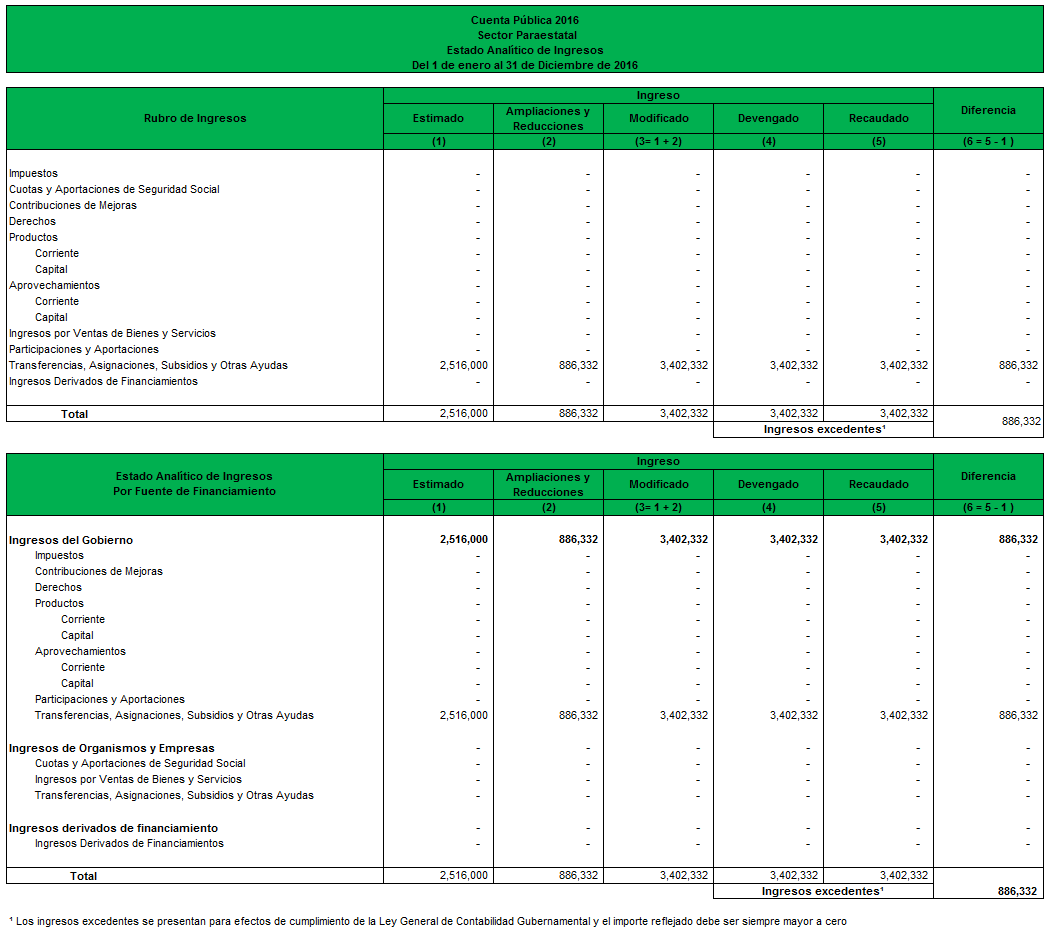 Cuenta Pública 2016
Sector Paraestatal
Estado Analítico de Ingresos
Del 1 de enero al 31 de Diciembre de 2016
Rubro de Ingresos
Ingreso
Diferencia
Estimado Ampliaciones y Reducciones Modificado Devengado Recaudado
(1) (2) (3= 1 + 2) (4) (5) (6 = 5 - 1 )
Impuestos - - - - - -
Cuotas y Aportaciones de Seguridad Social - - - - - -
Contribuciones de Mejoras - - - - - -
Derechos - - - - - -
Productos - - - - - -
Corriente - - - - - -
Capital - - - - - -
Aprovechamientos - - - - - -
Corriente - - - - - -
Capital - - - - - -
Ingresos por Ventas de Bienes y Servicios - - - - - -
Participaciones y Aportaciones - - - - - -
Transferencias, Asignaciones, Subsidios y Otras Ayudas 2,516,000 886,332 3,402,332 3,402,332 3,402,332 886,332
Ingresos Derivados de Financiamientos - - - - - -
Total 2,516,000 886,332 3,402,332 3,402,332 3,402,332 886,332
Ingresos excedentes¹
Estado Analítico de Ingresos
Por Fuente de Financiamiento
Ingreso
Diferencia
Estimado Ampliaciones y Reducciones Modificado Devengado Recaudado
(1) (2) (3= 1 + 2) (4) (5) (6 = 5 - 1 )
Ingresos del Gobierno 2,516,000 886,332 3,402,332 3,402,332 3,402,332 886,332
Impuestos - - - - - -
Contribuciones de Mejoras - - - - - -
Derechos - - - - - -
Productos - - - - - -
Corriente - - - - - -
Capital - - - - - -
Aprovechamientos - - - - - -
Corriente - - - - - -
Capital - - - - - -
Participaciones y Aportaciones - - - - - -
Transferencias, Asignaciones, Subsidios y Otras Ayudas 2,516,000 886,332 3,402,332 3,402,332 3,402,332 886,332
Ingresos de Organismos y Empresas - - - - - -
Cuotas y Aportaciones de Seguridad Social - - - - - -
Ingresos por Ventas de Bienes y Servicios - - - - - -
Transferencias, Asignaciones, Subsidios y Otras Ayudas - - - - - -
Ingresos derivados de financiamiento - - - - - -
Ingresos Derivados de Financiamientos - - - - - -
Total 2,516,000 886,332 3,402,332 3,402,332 3,402,332
Ingresos excedentes¹ 886,332
¹ Los ingresos excedentes se presentan para efectos de cumplimiento de la Ley General de Contabilidad Gubernamental y el importe reflejado debe ser siempre mayor a cero